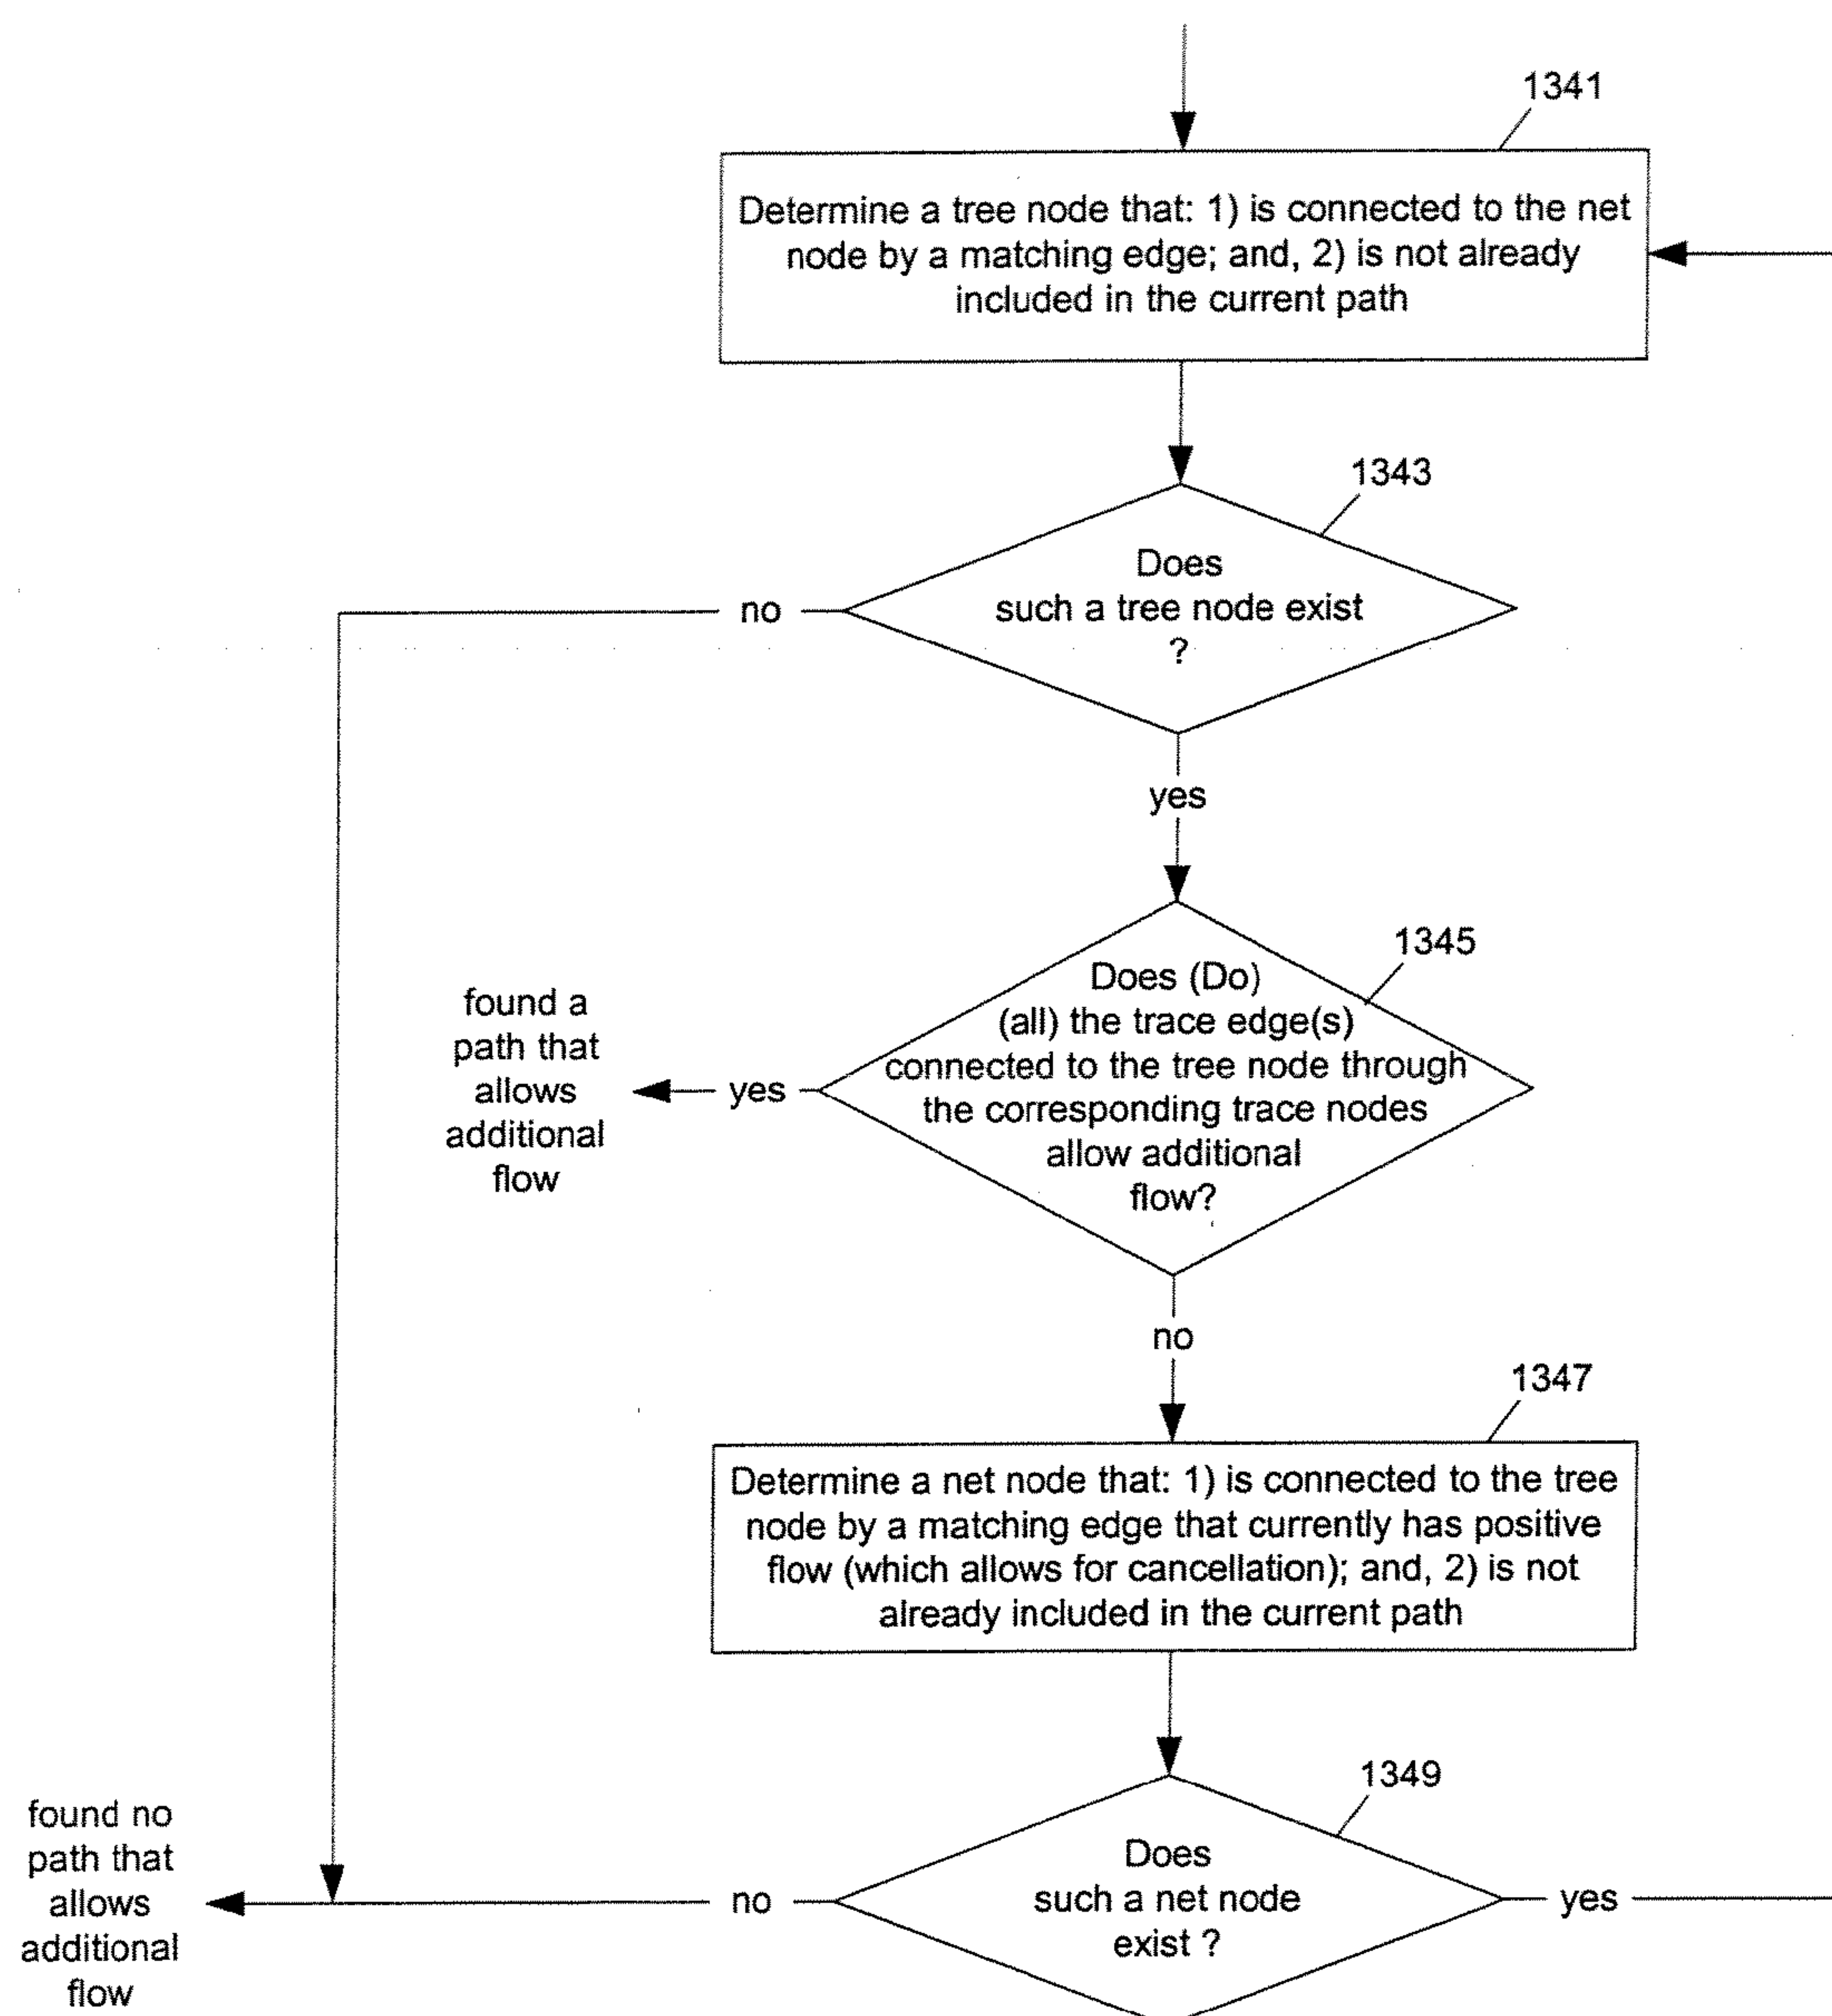 1341
Determine a tree node that: 1) is connected to the net
node by a matching edge; and, 2) is not already
included in the current path
1343
Does
such a tree node exist
?
no
yes
1345
Does (Do)
(all) the trace edge(s)
connected to the tree node through
the corresponding trace nodes
allow additional
flow?
yes
found a
path that
allows
additional
flow
no
1347
Determine a net node that: 1) is connected to the tree
node by a matching edge that currently has positive
flow (which allows for cancellation); and, 2) is not
already included in the current path
1349
Does
such a net node
exist ?
no
yes
found no
path that
allows
additional
flow